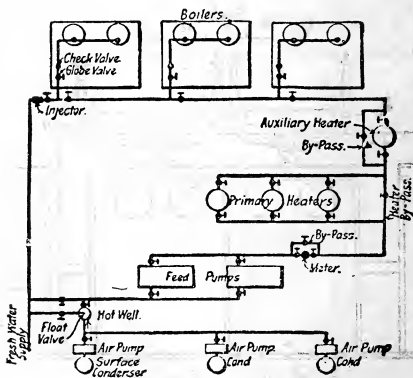 Boilers.
Check Valve
Globe Valve
Injector.
Auxiliary Heater
By-Pass.
Primary Heaters
Heater
By-Pass.
By-Pass.
Feed Pumps
Meter.
Hot Well.
Float
Valve
Fresh Water
Supply
Air Pump
Surface
Condenser
Air Pump.
Cond
Air Pump
Cond